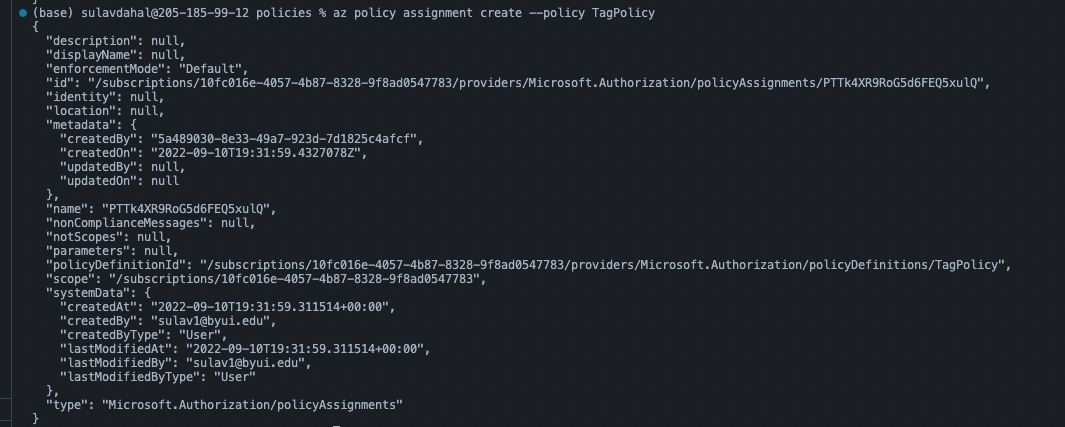 (base) sulavdahal@205-185-99-12 policies % az policy assignment create --policy TagPolicy
{
  "description": null,
  "displayName": null,
  "enforcementMode": "Default",
  "id": "/subscriptions/10fc016e-4057-4b87-8328-9f8ad0547783/providers/Microsoft.Authorization/policyAssignments/PTTk4XR9RoG5d6FEQ5xulQ",
  "identity": null,
  "location": null,
  "metadata": {
    "createdBy": "5a489030-8e33-49a7-923d-7d1825c4afcf",
    "createdOn": "2022-09-10T19:31:59.4327078Z",
    "updatedBy": null,
    "updatedOn": null
  },
  "name": "PTTk4XR9RoG5d6FEQ5xulQ",
  "nonComplianceMessages": null,
  "notScopes": null,
  "parameters": null,
  "policyDefinitionId": "/subscriptions/10fc016e-4057-4b87-8328-9f8ad0547783/providers/Microsoft.Authorization/policyDefinitions/TagPolicy",
  "scope": "/subscriptions/10fc016e-4057-4b87-8328-9f8ad0547783",
  "systemData": {
    "createdAt": "2022-09-10T19:31:59.311514+00:00",
    "createdBy": "sulav1@byui.edu",
    "createdByType": "User",
    "lastModifiedAt": "2022-09-10T19:31:59.311514+00:00",
    "lastModifiedBy": "sulav1@byui.edu",
    "lastModifiedByType": "User"
  },
  "type": "Microsoft.Authorization/policyAssignments"
}